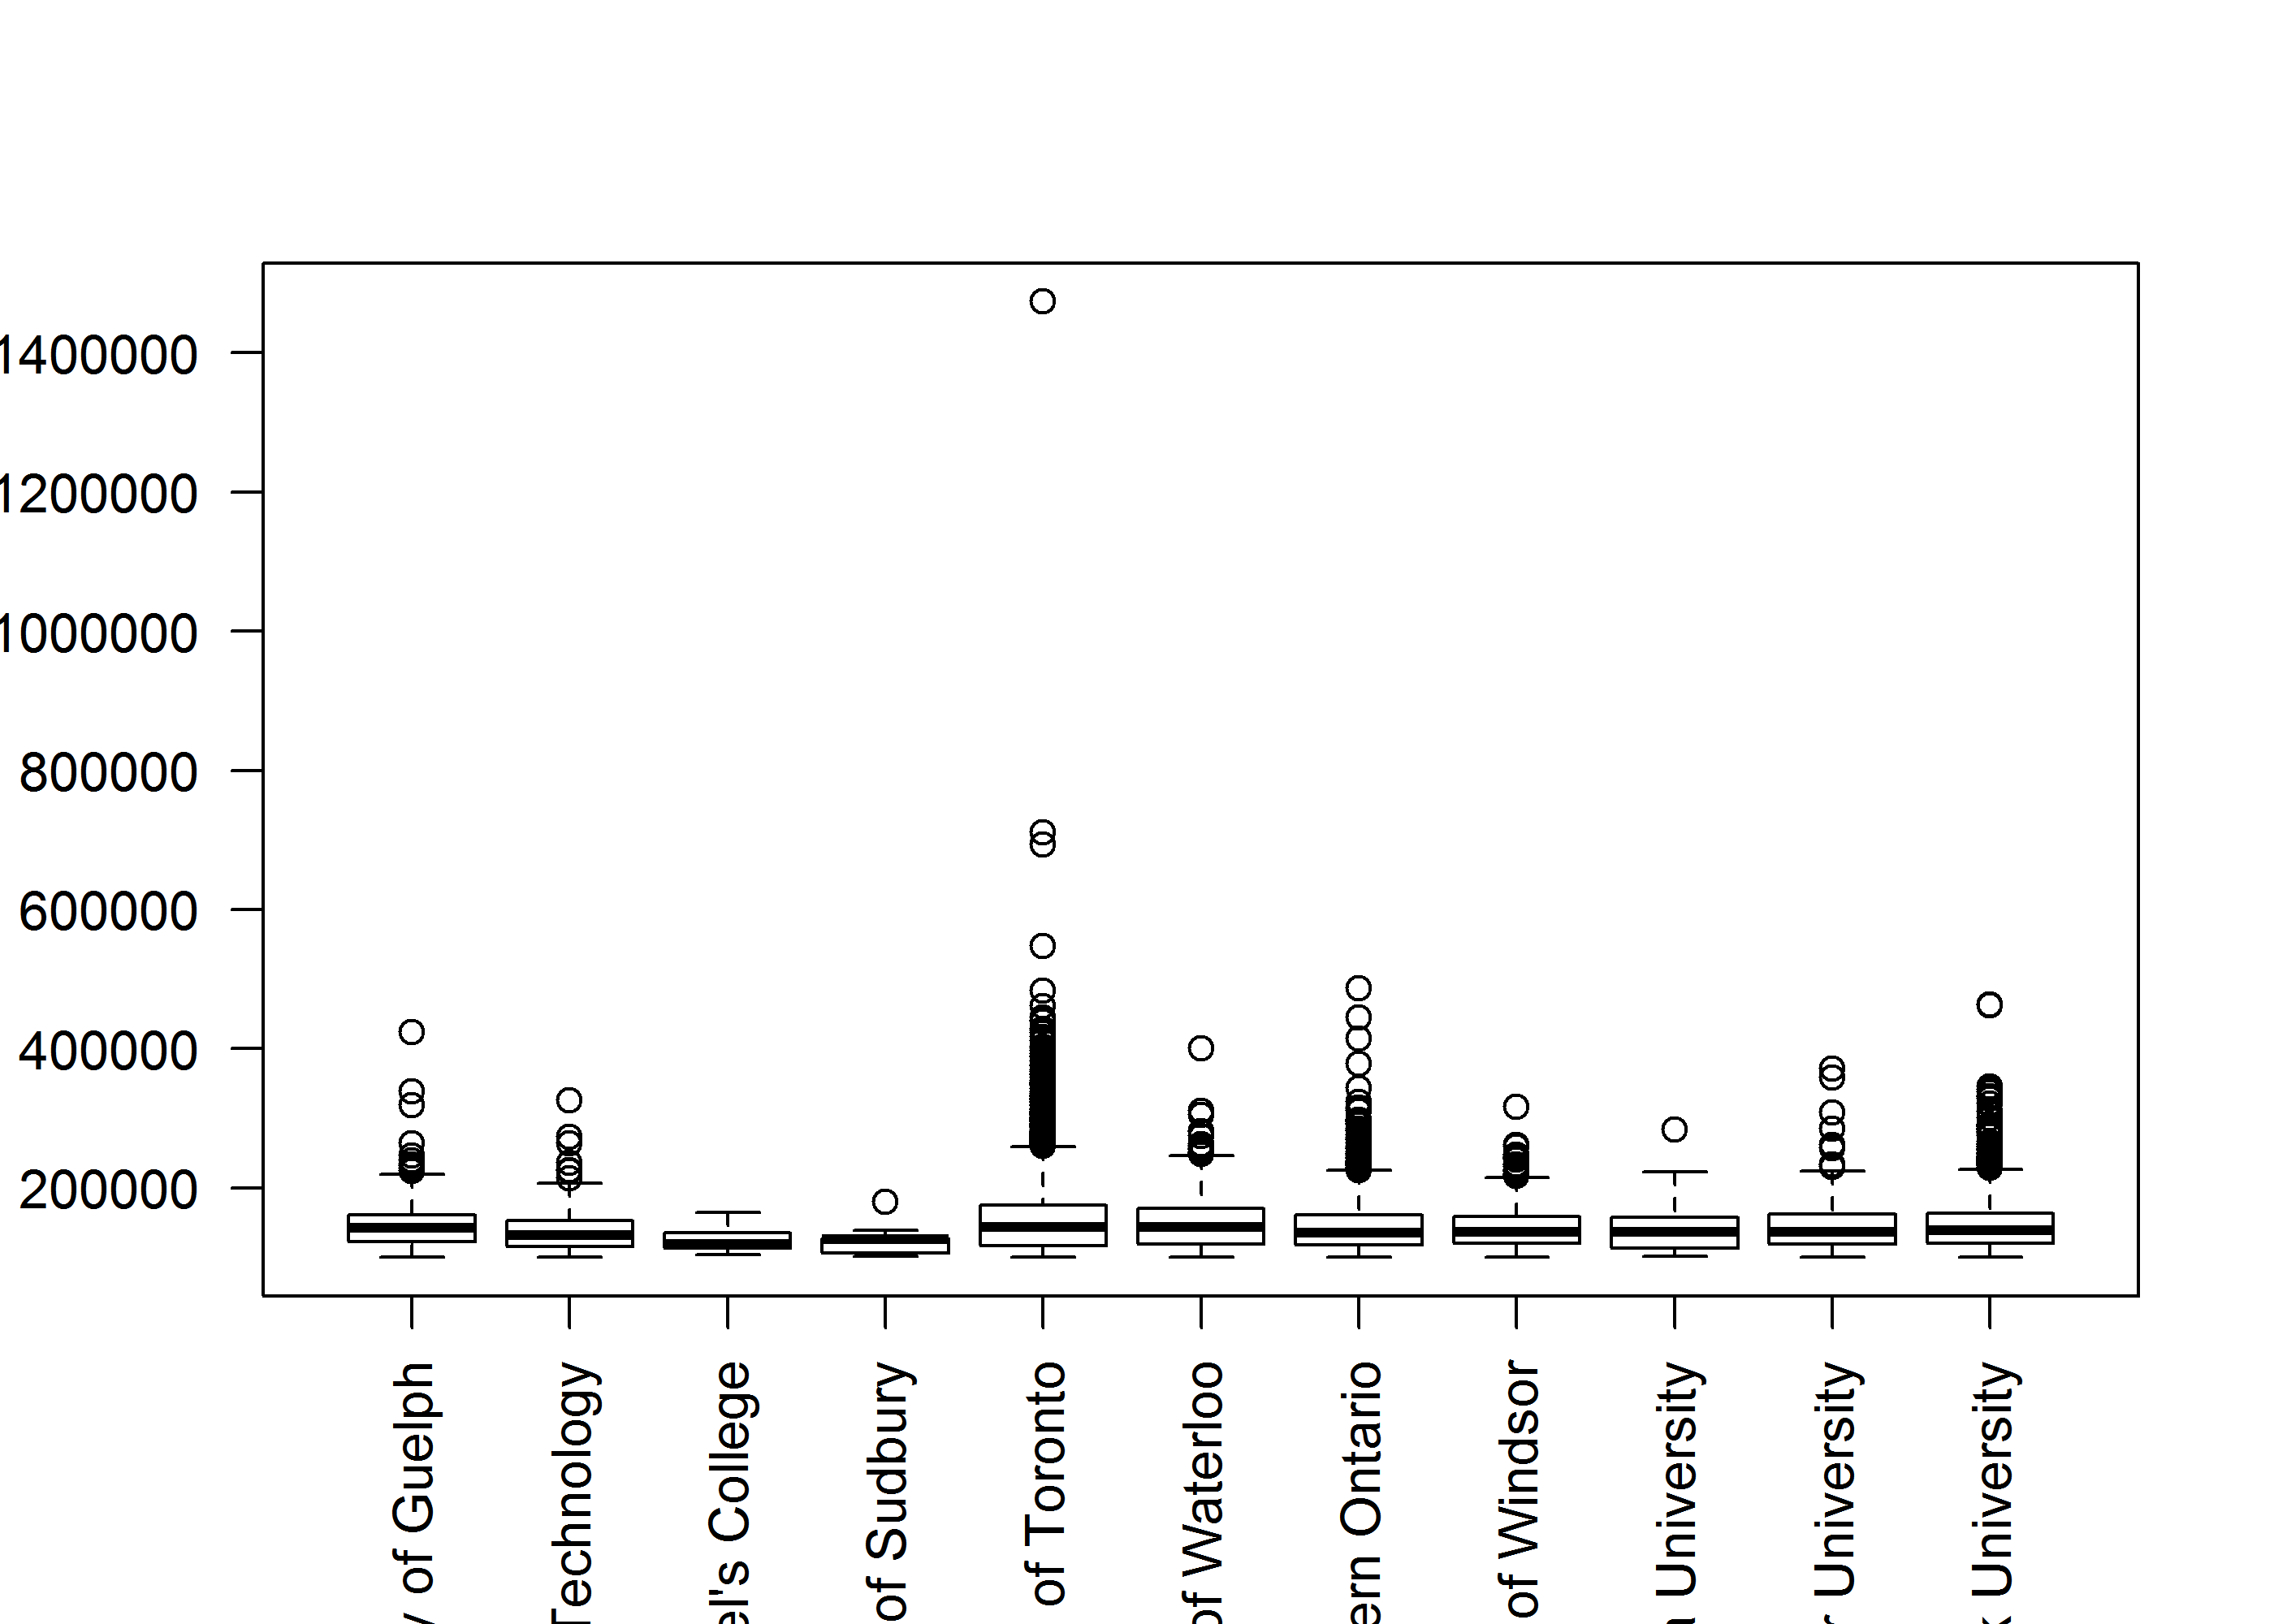 1400000
1200000
1000000
800000
600000
400000
200000
y of Guelph
Technology
el's College
of Sudbury
of Toronto
of Waterloo
ern Ontario
of Windsor
University
University
University